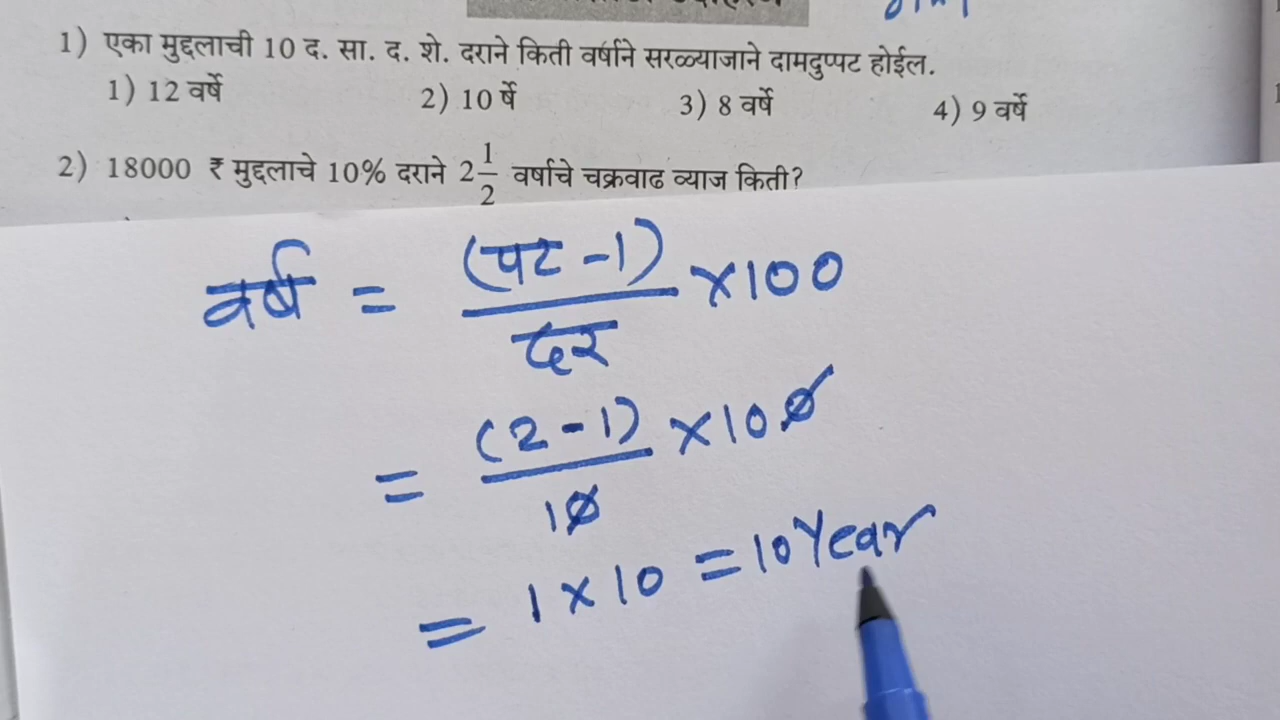 1) एका मुद्दलाची 10 द. सा. द. शे. दराने किती वर्षाने सरळव्याजाने दामदुप्पट होईल.
1) 12 वर्षे 2) 10 र्षे 3) 8 वर्षे 4) 9 वर्षे
2) 18000 ₹ मुद्दलाचे 10% दराने 2 1/2 वर्षाचे चक्रवाढ व्याज किती?
वर्ष = (पट - 1) / दर × 100
= (2 - 1) / 10 × 100
= 1 × 10 = 10 Year